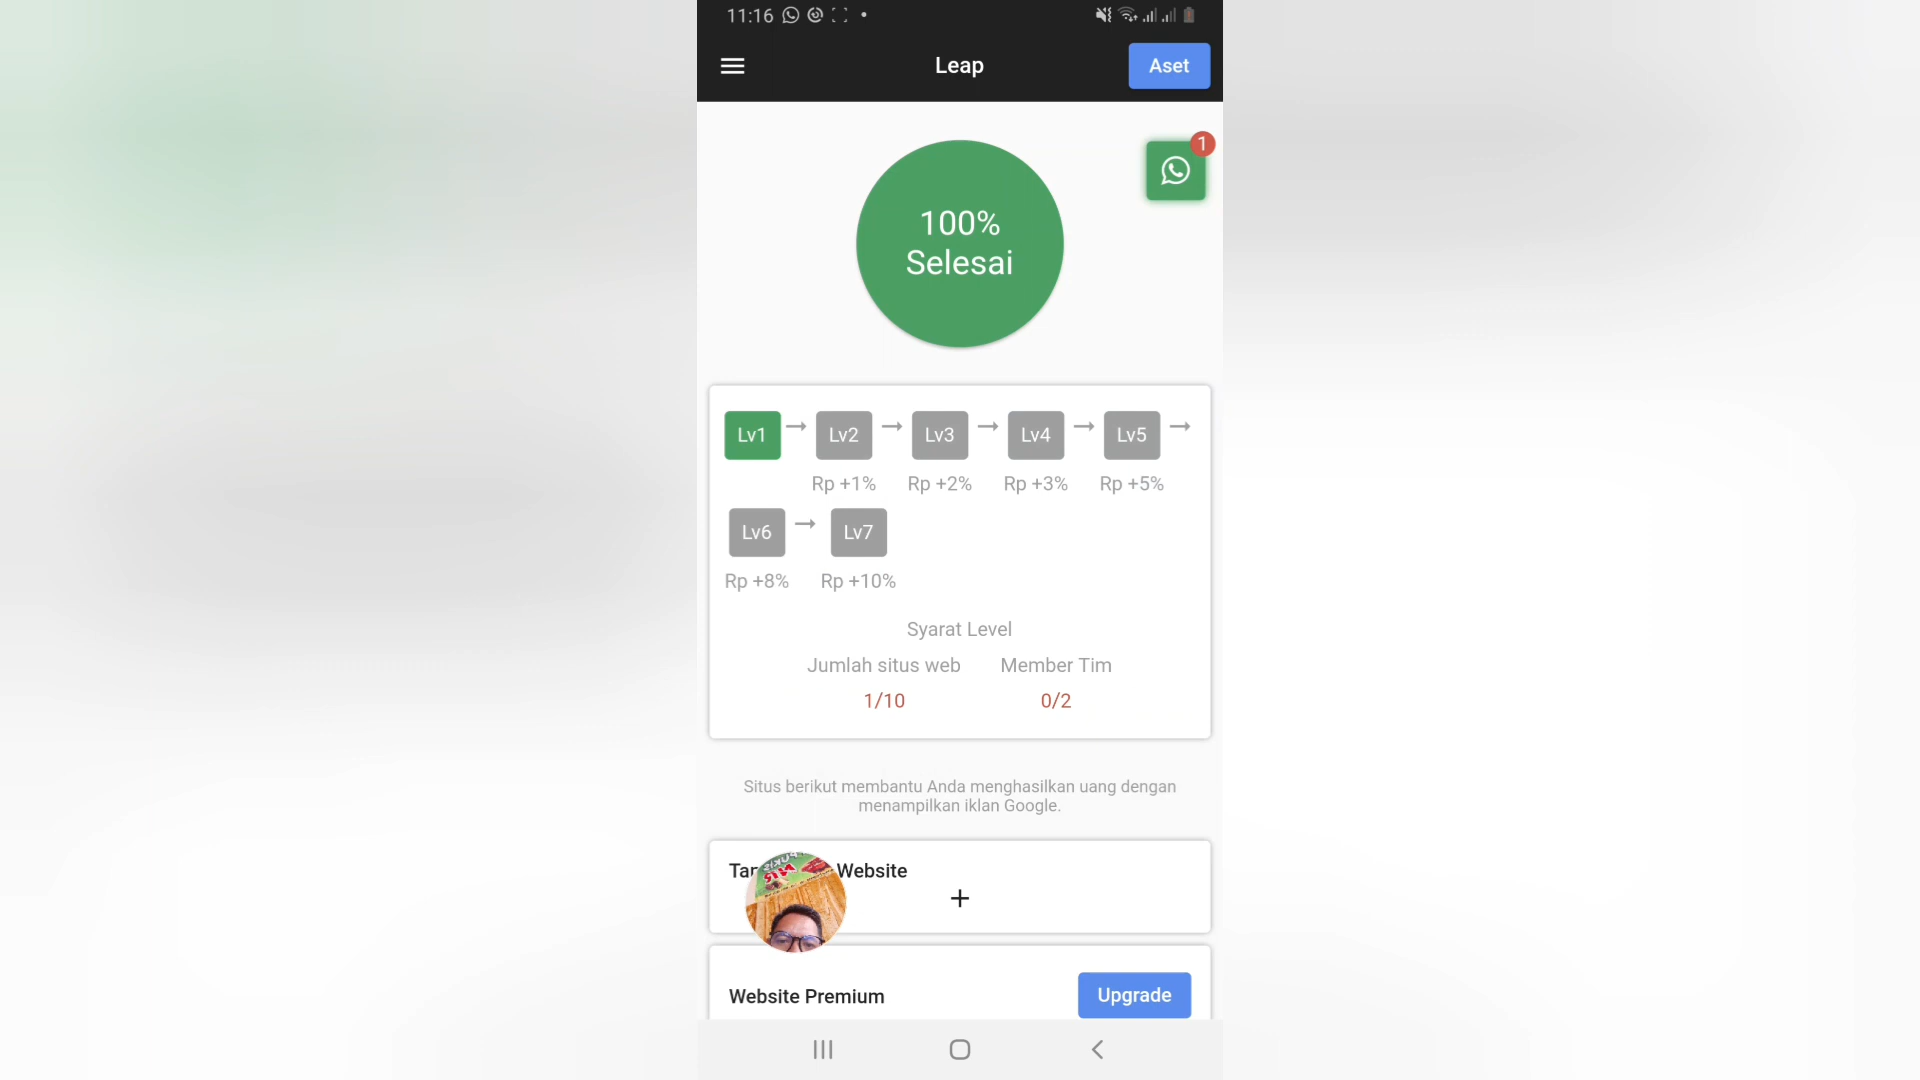 11:16
Leap
Aset
1
100%
Selesai
Lv1 → Lv2 → Lv3 → Lv4 → Lv5 →
Rp +1% Rp +2% Rp +3% Rp +5%
Lv6 → Lv7
Rp +8% Rp +10%
Syarat Level
Jumlah situs web Member Tim
1/10 0/2
Situs berikut membantu Anda menghasilkan uang dengan
menampilkan iklan Google.
Website
+
Website Premium Upgrade